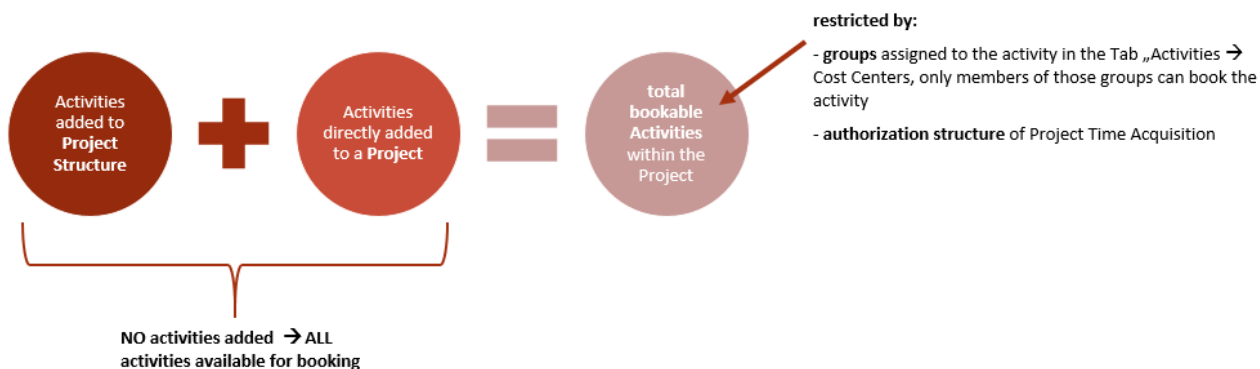 Activities
added to
Project
Structure
Activities
directly added
to a Project
total
bookable
Activities
within the
Project
restricted by:
- groups assigned to the activity in the Tab „Activities →
Cost Centers, only members of those groups can book the
activity
- authorization structure of Project Time Acquisition
NO activities added → ALL
activities available for booking